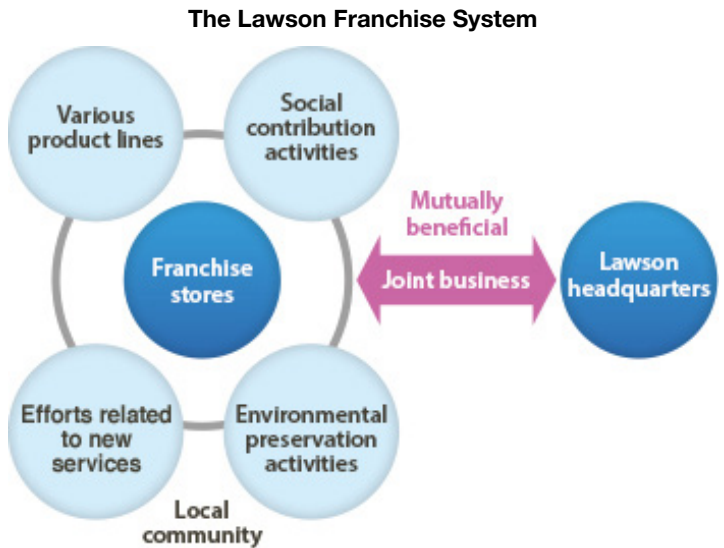 The Lawson Franchise System
Various
product lines
Social
contribution
activities
Mutually
beneficial
Franchise
stores
Joint business
Lawson
headquarters
Efforts related
to new
services
Environmental
preservation
activities
Local
community